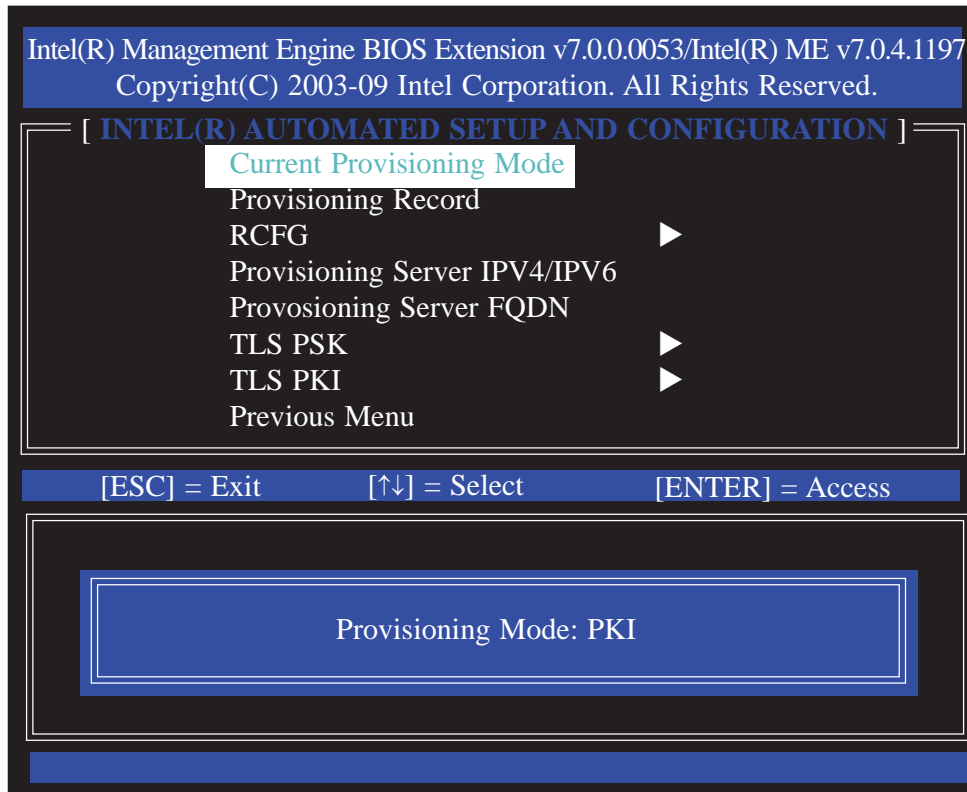 Intel(R) Management Engine BIOS Extension v7.0.0.0053/Intel(R) ME v7.0.4.1197
Copyright(C) 2003-09 Intel Corporation. All Rights Reserved.
[ INTEL(R) AUTOMATED SETUP AND CONFIGURATION ]
Current Provisioning Mode
Provisioning Record
RCFG ▶
Provisioning Server IPV4/IPV6
Provosioning Server FQDN
TLS PSK ▶
TLS PKI ▶
Previous Menu
[ESC] = Exit [↑↓] = Select [ENTER] = Access
Provisioning Mode: PKI